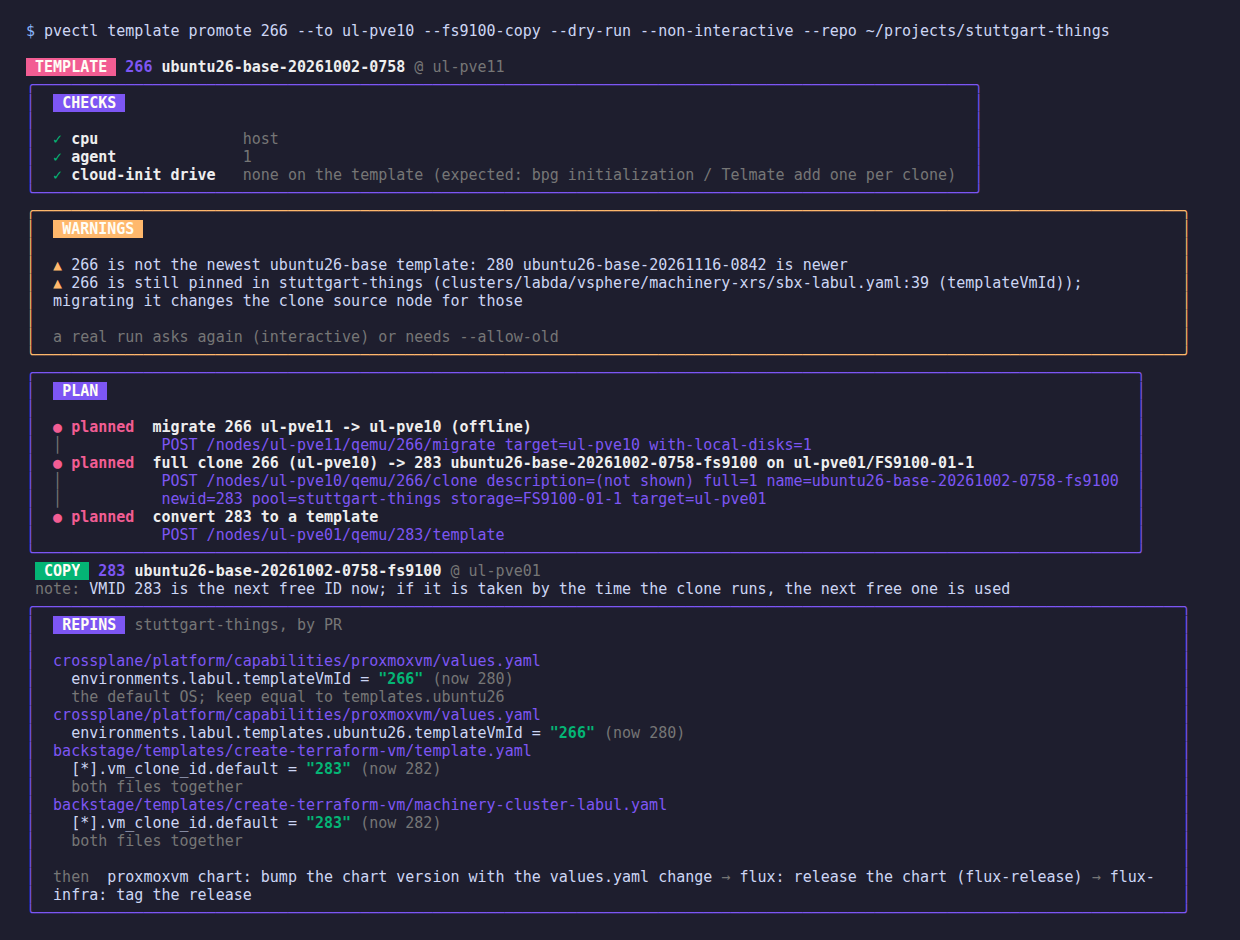 $ pvectl template promote 266 --to ul-pve10 --fs9100-copy --dry-run --non-interactive --repo ~/projects/stuttgart-things
TEMPLATE 266 ubuntu26-base-20261002-0758 @ ul-pve11
CHECKS
✓ cpu host
✓ agent 1
✓ cloud-init drive none on the template (expected: bpg initialization / Telmate add one per clone)
WARNINGS
▲ 266 is not the newest ubuntu26-base template: 280 ubuntu26-base-20261116-0842 is newer
▲ 266 is still pinned in stuttgart-things (clusters/labda/vsphere/machinery-xrs/sbx-labul.yaml:39 (templateVmId));
migrating it changes the clone source node for those
a real run asks again (interactive) or needs --allow-old
PLAN
● planned migrate 266 ul-pve11 -> ul-pve10 (offline)
│ POST /nodes/ul-pve11/qemu/266/migrate target=ul-pve10 with-local-disks=1
● planned full clone 266 (ul-pve10) -> 283 ubuntu26-base-20261002-0758-fs9100 on ul-pve01/FS9100-01-1
│ POST /nodes/ul-pve10/qemu/266/clone description=(not shown) full=1 name=ubuntu26-base-20261002-0758-fs9100
│ newid=283 pool=stuttgart-things storage=FS9100-01-1 target=ul-pve01
● planned convert 283 to a template
POST /nodes/ul-pve01/qemu/283/template
COPY 283 ubuntu26-base-20261002-0758-fs9100 @ ul-pve01
note: VMID 283 is the next free ID now; if it is taken by the time the clone runs, the next free one is used
REPINS stuttgart-things, by PR
crossplane/platform/capabilities/proxmoxvm/values.yaml
environments.labul.templateVmId = "266" (now 280)
the default OS; keep equal to templates.ubuntu26
crossplane/platform/capabilities/proxmoxvm/values.yaml
environments.labul.templates.ubuntu26.templateVmId = "266" (now 280)
backstage/templates/create-terraform-vm/template.yaml
[*].vm_clone_id.default = "283" (now 282)
both files together
backstage/templates/create-terraform-vm/machinery-cluster-labul.yaml
[*].vm_clone_id.default = "283" (now 282)
both files together
then proxmoxvm chart: bump the chart version with the values.yaml change → flux: release the chart (flux-release) → flux-
infra: tag the release